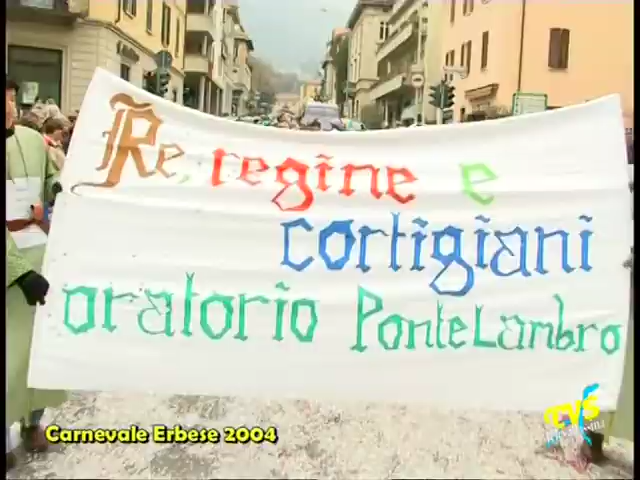 Re, regine e
cortigiani
oratorio PonteLambro
Carnevale Erbese 2004